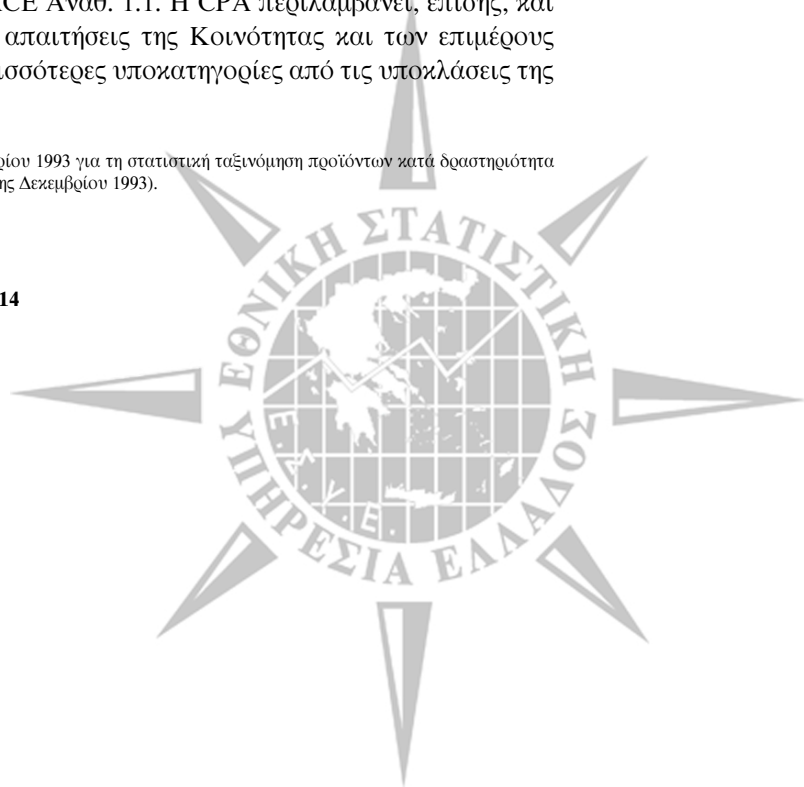 ACE Αναθ. 1.1. Η CPA περιλαμβάνει, επίσης, και
απαιτήσεις της Κοινότητας και των επιμέρους
ισσότερες υποκατηγορίες από τις υποκλάσεις της
ρίου 1993 για τη στατιστική ταξινόμηση προϊόντων κατά δραστηριότητα
ης Δεκεμβρίου 1993).
14
ΕΘΝΙΚΗ ΣΤΑΤΙΣΤΙΚΗ
ΥΠΗΡΕΣΙΑ ΕΛΛΑΔΟΣ
Ε.Σ.Υ.Ε.